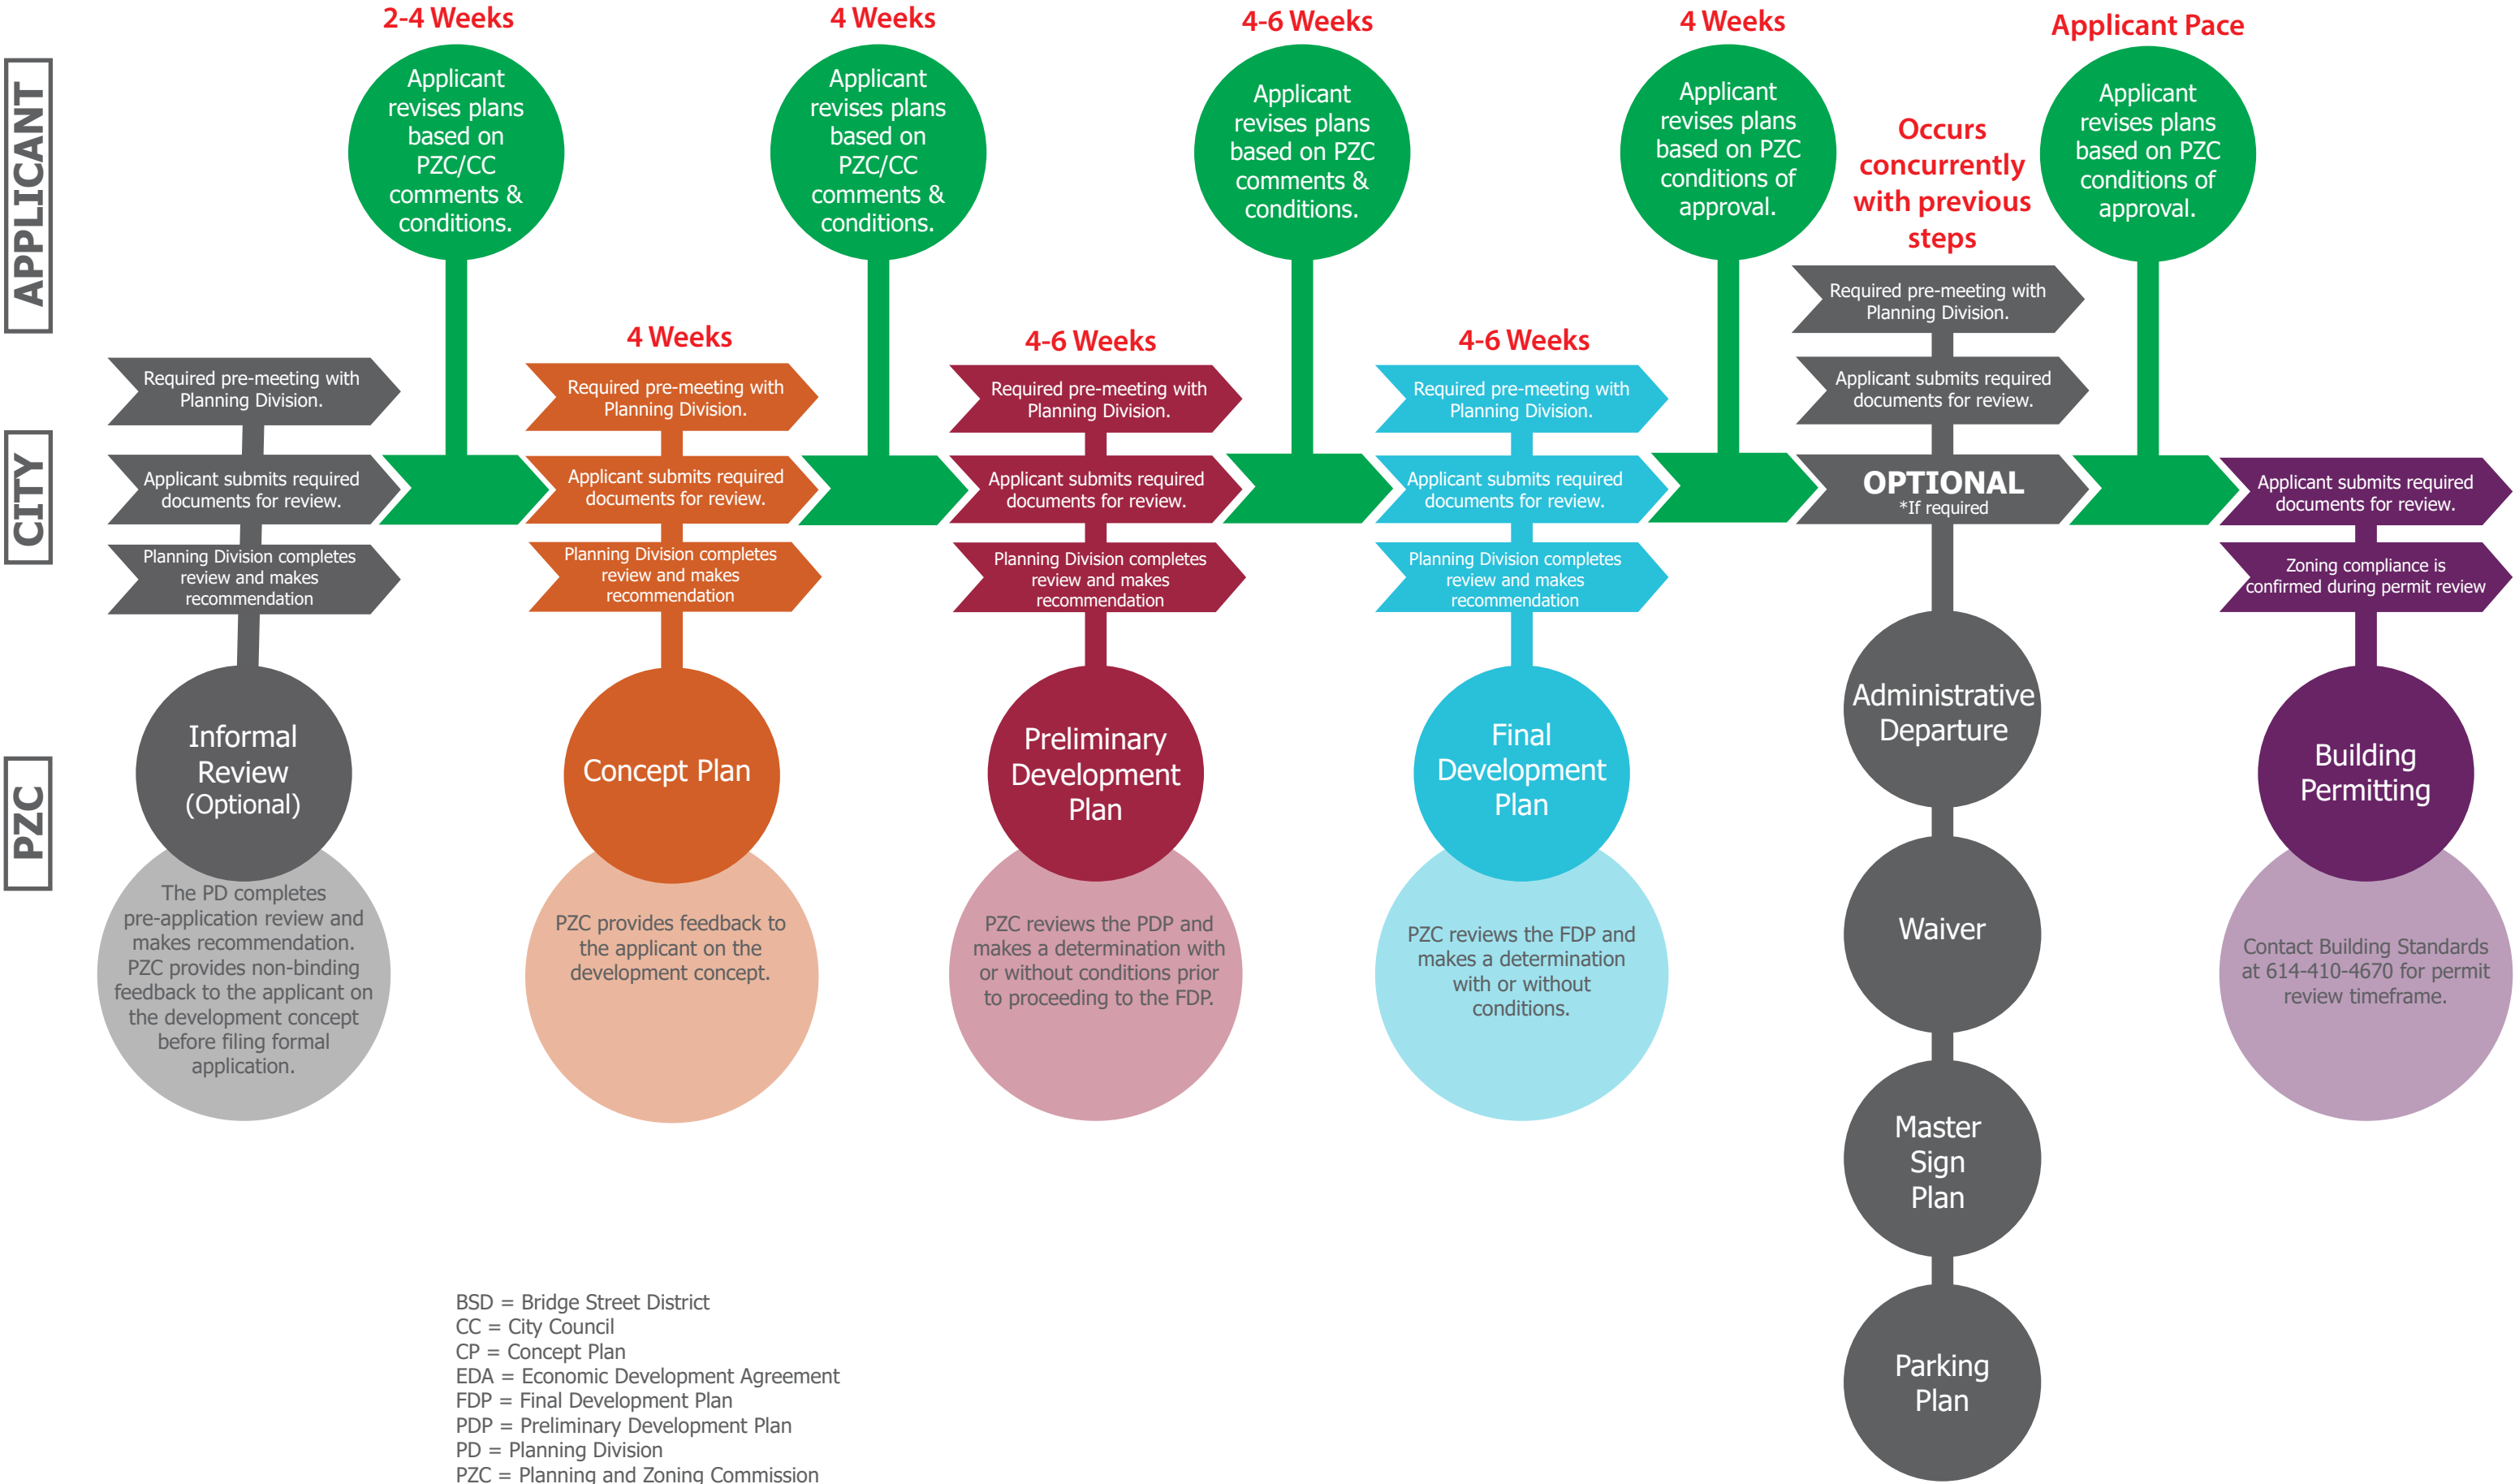 APPLICANT
CITY
PZC
2-4 Weeks
Applicant
revises plans
based on
PZC/CC
comments &
conditions.
4 Weeks
Applicant
revises plans
based on
PZC/CC
comments &
conditions.
4-6 Weeks
Applicant
revises plans
based on PZC
comments &
conditions.
4 Weeks
Applicant
revises plans
based on PZC
conditions of
approval.
Applicant Pace
Applicant
revises plans
based on PZC
conditions of
approval.
Required pre-meeting with
Planning Division.
Applicant submits required
documents for review.
Planning Division completes
review and makes
recommendation
Informal
Review
(Optional)
The PD completes
pre-application review and
makes recommendation.
PZC provides non-binding
feedback to the applicant on
the development concept
before filing formal
application.
4 Weeks
Required pre-meeting with
Planning Division.
Applicant submits required
documents for review.
Planning Division completes
review and makes
recommendation
Concept Plan
PZC provides feedback to
the applicant on the
development concept.
4-6 Weeks
Required pre-meeting with
Planning Division.
Applicant submits required
documents for review.
Planning Division completes
review and makes
recommendation
Preliminary
Development
Plan
PZC reviews the PDP and
makes a determination with
or without conditions prior
to proceeding to the FDP.
4-6 Weeks
Required pre-meeting with
Planning Division.
Applicant submits required
documents for review.
Planning Division completes
review and makes
recommendation
Final
Development
Plan
PZC reviews the FDP and
makes a determination
with or without
conditions.
Occurs
concurrently
with previous
steps
Required pre-meeting with
Planning Division.
Applicant submits required
documents for review.
OPTIONAL
*If required
Administrative
Departure
Waiver
Master
Sign
Plan
Parking
Plan
Applicant submits required
documents for review.
Zoning compliance is
confirmed during permit review
Building
Permitting
Contact Building Standards
at 614-410-4670 for permit
review timeframe.
BSD = Bridge Street District
CC = City Council
CP = Concept Plan
EDA = Economic Development Agreement
FDP = Final Development Plan
PDP = Preliminary Development Plan
PD = Planning Division
PZC = Planning and Zoning Commission